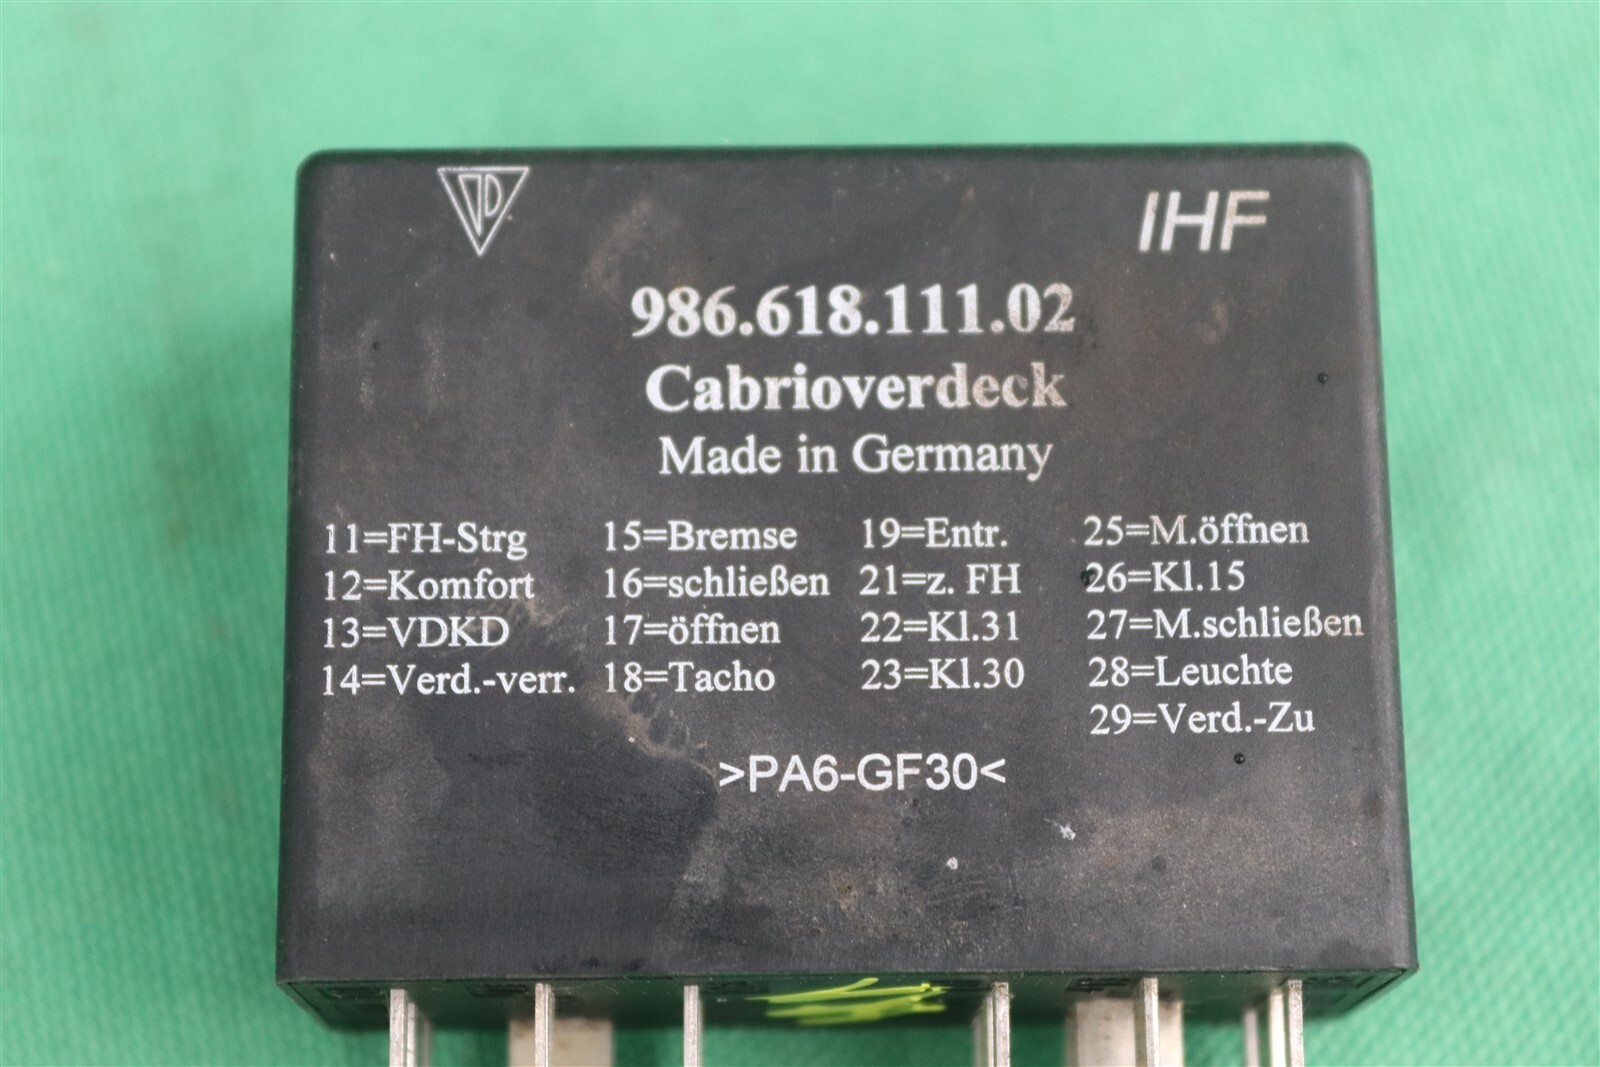 IHF
986.618.111.02
Cabrioverdeck
Made in Germany
11=FH-Strg 15=Bremse 19=Entr. 25=M.öffnen
12=Komfort 16=schließen 21=z. FH 26=Kl.15
13=VDKD 17=öffnen 22=Kl.31 27=M.schließen
14=Verd.-verr. 18=Tacho 23=Kl.30 28=Leuchte
29=Verd.-Zu
>PA6-GF30<